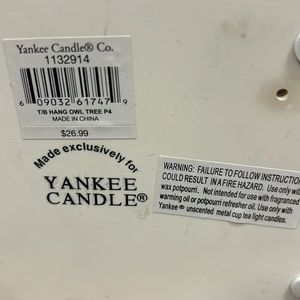 Yankee Candle® Co.
1132914
6 09032 61747 9
T/B HANG OWL TREE P4
MADE IN CHINA
$26.99
Made exclusively for
YANKEE
CANDLE®
WARNING: FAILURE TO FOLLOW INSTRUCTION
COULD RESULT IN A FIRE HAZARD. Use only with
wax potpourri. Not intended for use with fragranced
warming oil or potpourri refresher oil. Use only with
Yankee® unscented metal cup tea light candles.